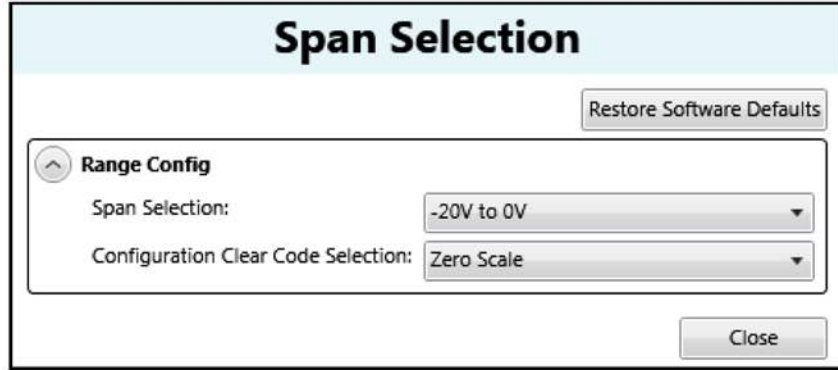 Span Selection
Restore Software Defaults
Range Config
Span Selection: -20V to 0V
Configuration Clear Code Selection: Zero Scale
Close